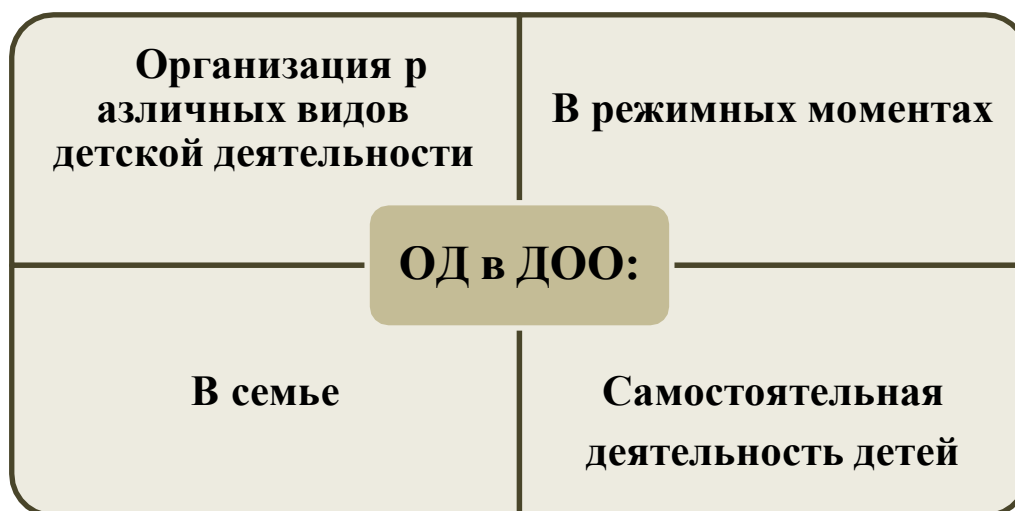 Организация р
азличных видов
детской деятельности
В режимных моментах
ОД в ДОО:
В семье
Самостоятельная
деятельность детей